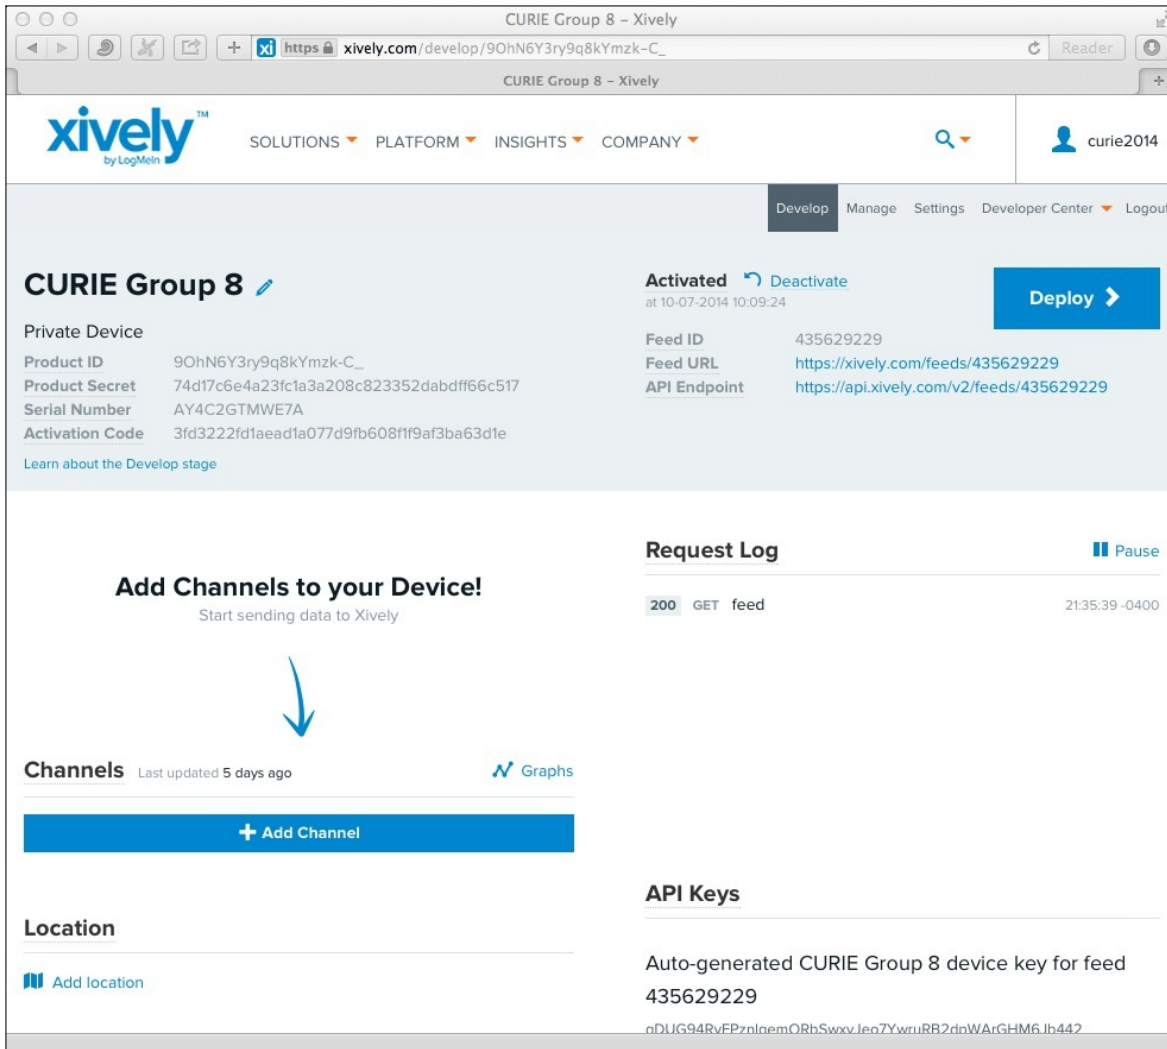 CURIE Group 8 – Xively
xi https xively.com/develop/9OhN6Y3ry9q8kYmzk-C_ Reader
CURIE Group 8 – Xively
xively™
by LogMeIn
SOLUTIONS PLATFORM INSIGHTS COMPANY
curie2014
Develop Manage Settings Developer Center Logout
CURIE Group 8
Private Device
Product ID 9OhN6Y3ry9q8kYmzk-C_
Product Secret 74d17c6e4a23fc1a3a208c823352dabdff66c517
Serial Number AY4C2GTMWE7A
Activation Code 3fd3222fd1aead1a077d9fb608f1f9af3ba63d1e
Learn about the Develop stage
Activated Deactivate
at 10-07-2014 10:09:24
Deploy
Feed ID 435629229
Feed URL https://xively.com/feeds/435629229
API Endpoint https://api.xively.com/v2/feeds/435629229
Add Channels to your Device!
Start sending data to Xively
Channels Last updated 5 days ago Graphs
+ Add Channel
Location
Add location
Request Log Pause
200 GET feed 21:35:39 -0400
API Keys
Auto-generated CURIE Group 8 device key for feed
435629229